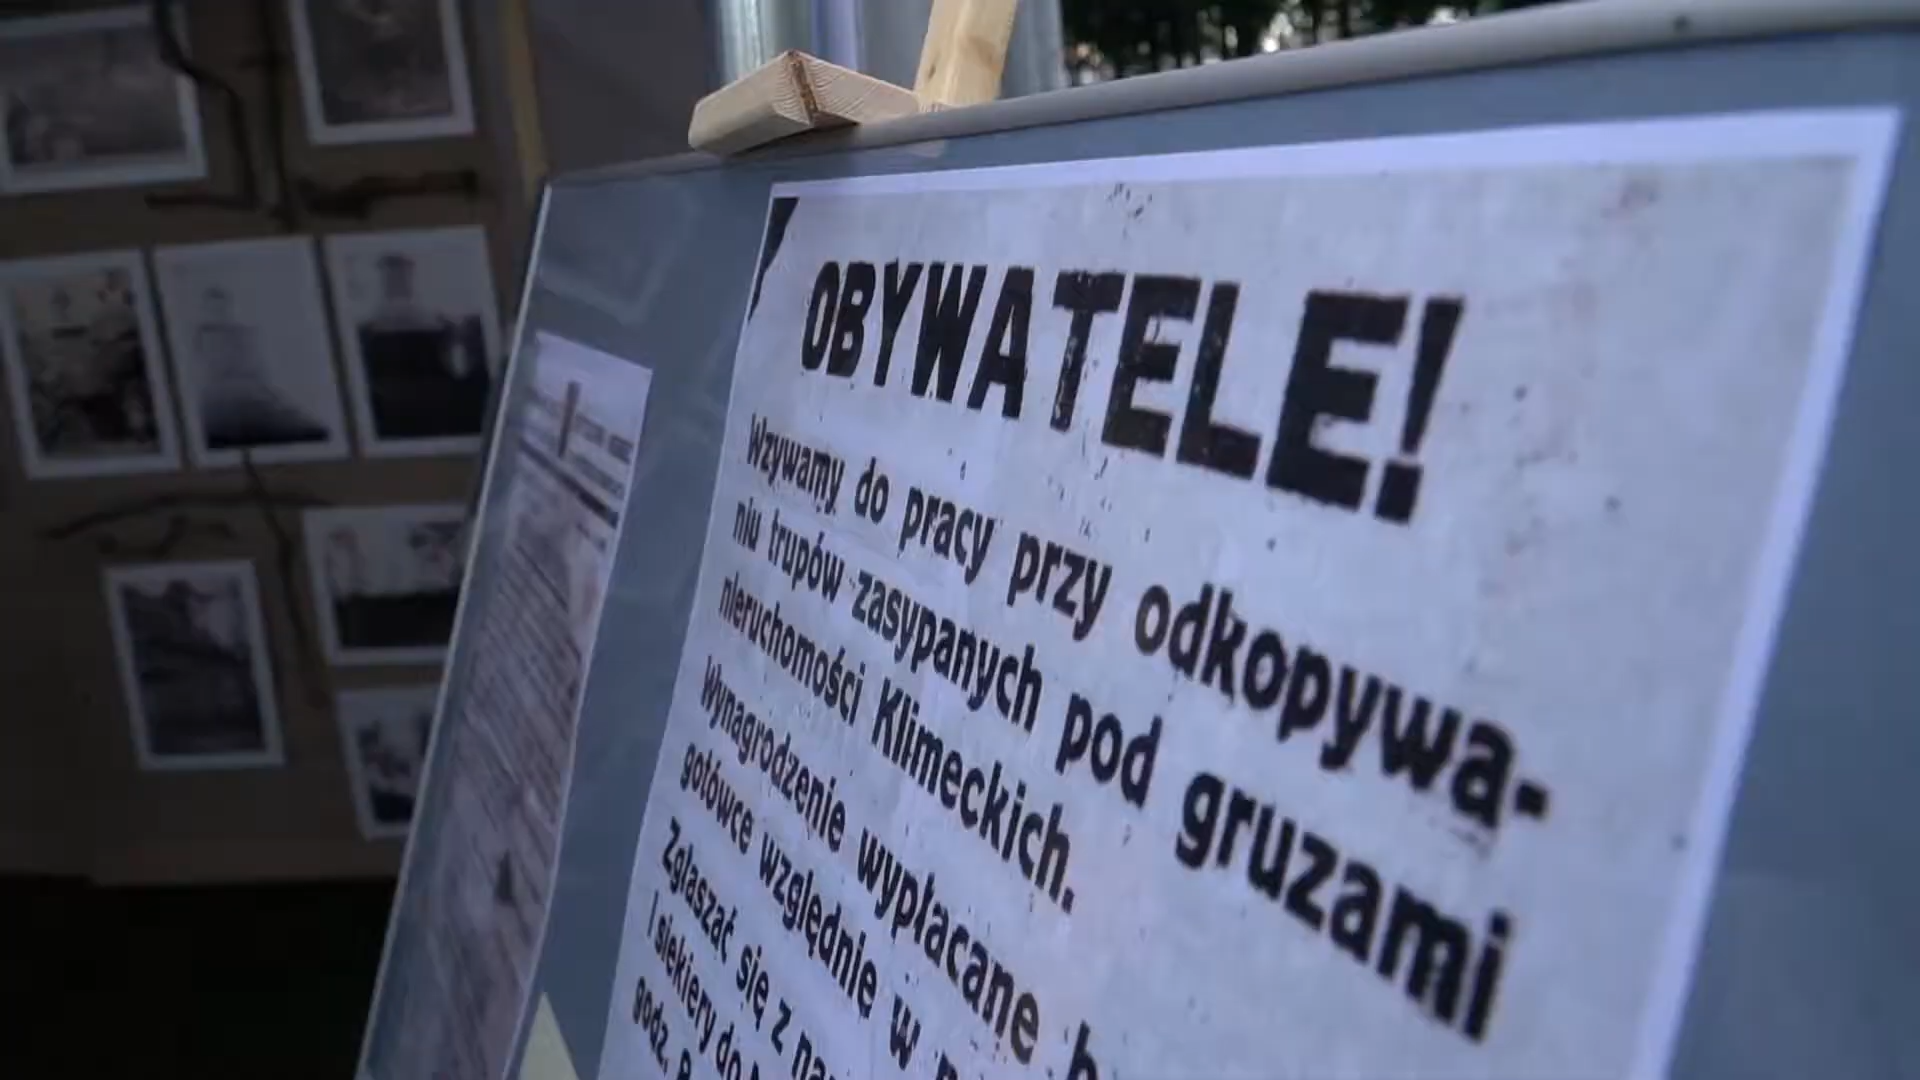 OBYWATELE!
Wzywamy do pracy przy odkopywa-
niu trupów zasypanych pod gruzami
nieruchomości Klimeckich.
Wynagrodzenie wypłacane
gotówce względnie w
Zgłaszać się z
i siekiery do
godz. 8